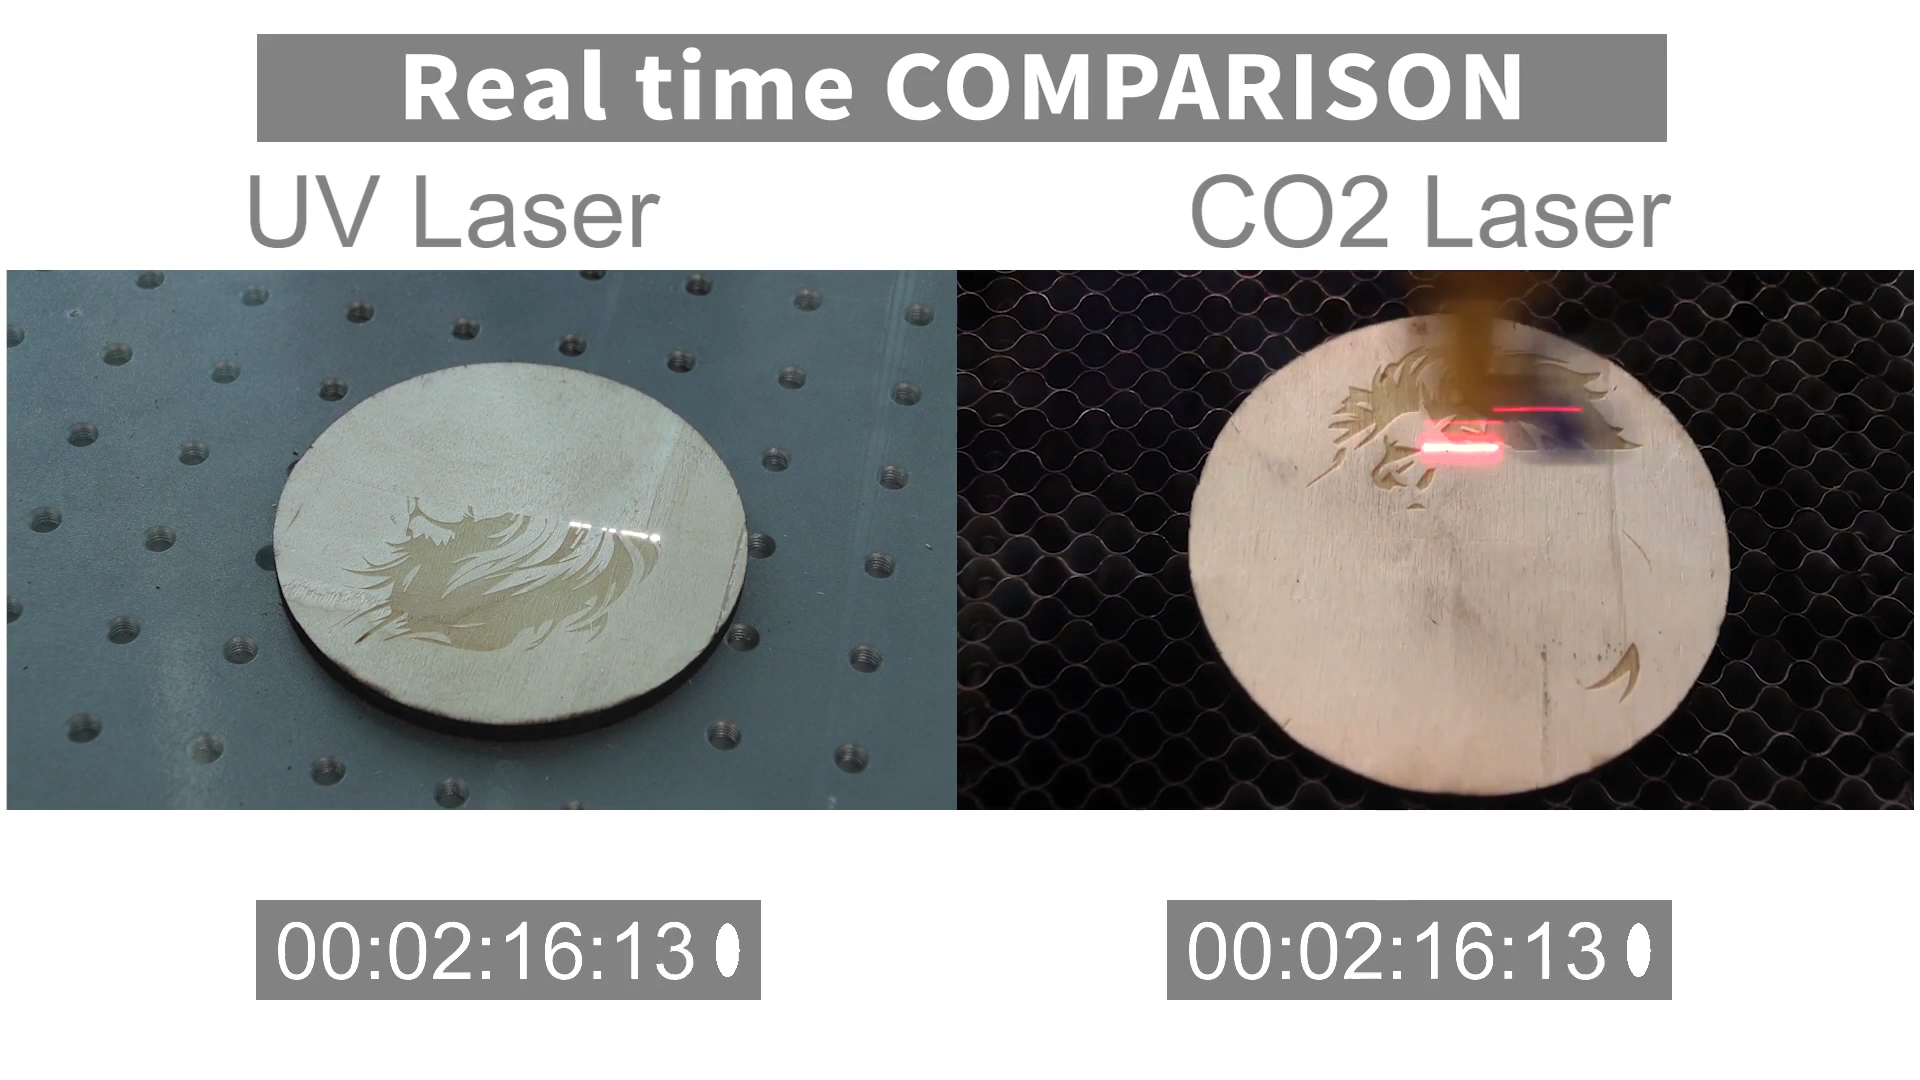 Real time COMPARISON
UV Laser
CO2 Laser
00:02:16:13
00:02:16:13